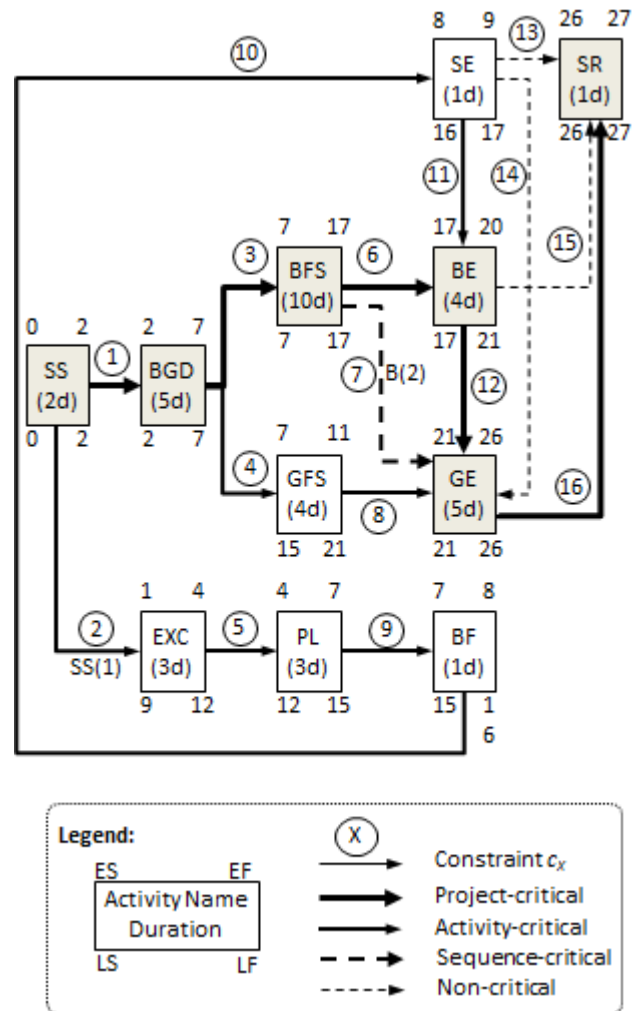 8 9
26 27
10
13
SE
(1d)
SR
(1d)
16 17
26 27
11
14
7 17
17 20
3
6
15
BFS
(10d)
BE
(4d)
0 2
2 7
1
7 17
17 21
SS
(2d)
BGD
(5d)
7
B(2)
12
0 2
2 7
7 11
21 26
4
GFS
(4d)
8
GE
(5d)
16
15 21
21 26
1 4
4 7
7 8
2
EXC
(3d)
5
PL
(3d)
9
BF
(1d)
SS(1)
9 12
12 15
15 1
6
Legend:
X
ES EF
Constraint cx
Activity Name
Duration
Project-critical
Activity-critical
LS LF
Sequence-critical
Non-critical